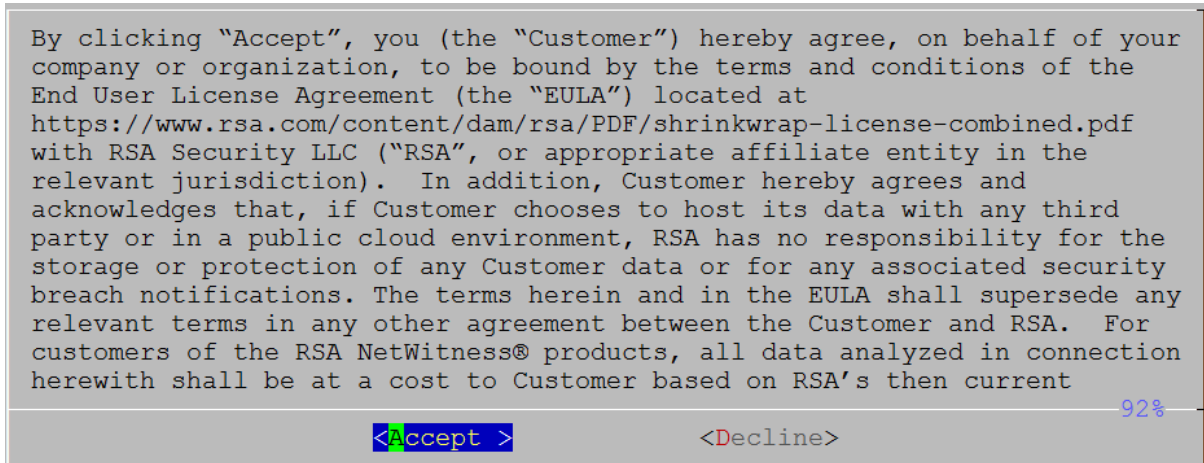 By clicking “Accept”, you (the “Customer”) hereby agree, on behalf of your
company or organization, to be bound by the terms and conditions of the
End User License Agreement (the “EULA”) located at
https://www.rsa.com/content/dam/rsa/PDF/shrinkwrap-license-combined.pdf
with RSA Security LLC (“RSA”, or appropriate affiliate entity in the
relevant jurisdiction).  In addition, Customer hereby agrees and
acknowledges that, if Customer chooses to host its data with any third
party or in a public cloud environment, RSA has no responsibility for the
storage or protection of any Customer data or for any associated security
breach notifications. The terms herein and in the EULA shall supersede any
relevant terms in any other agreement between the Customer and RSA.  For
customers of the RSA NetWitness® products, all data analyzed in connection
herewith shall be at a cost to Customer based on RSA’s then current
92%
<Accept > <Decline>